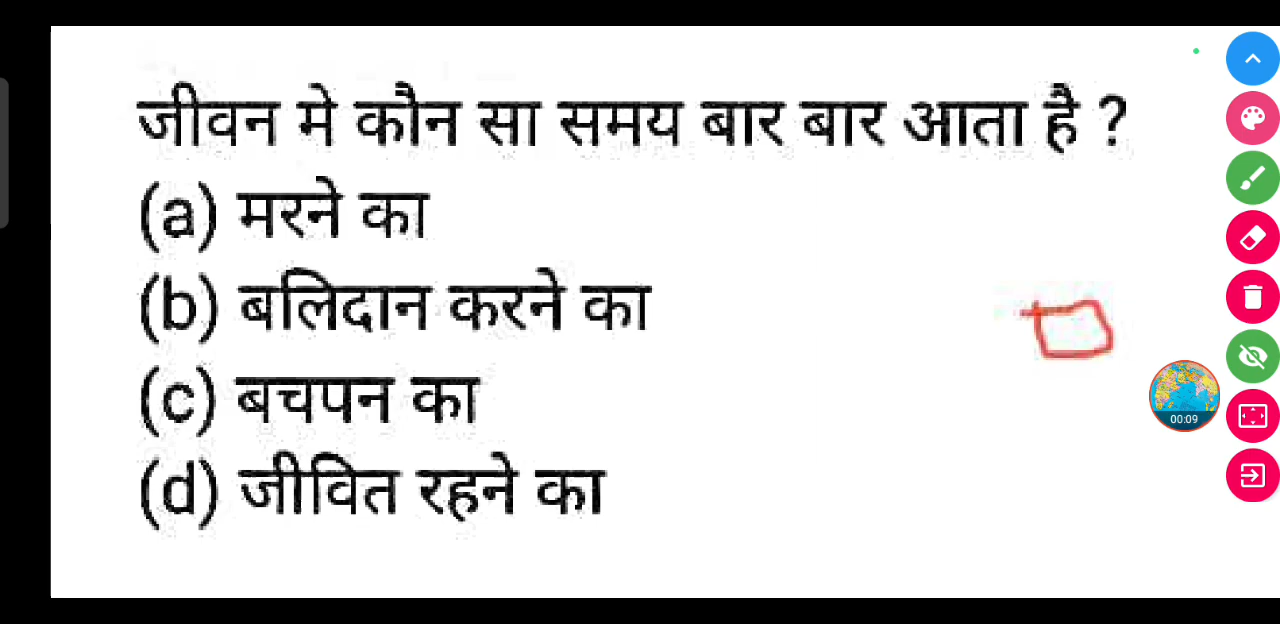 जीवन मे कौन सा समय बार बार आता है ?
(a) मरने का
(b) बलिदान करने का
(c) बचपन का
(d) जीवित रहने का
00:09